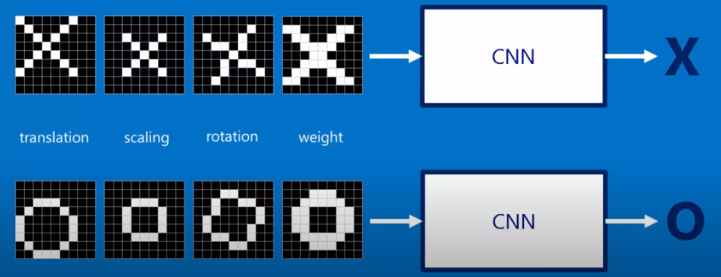 CNN
X
translation
scaling
rotation
weight
CNN
O